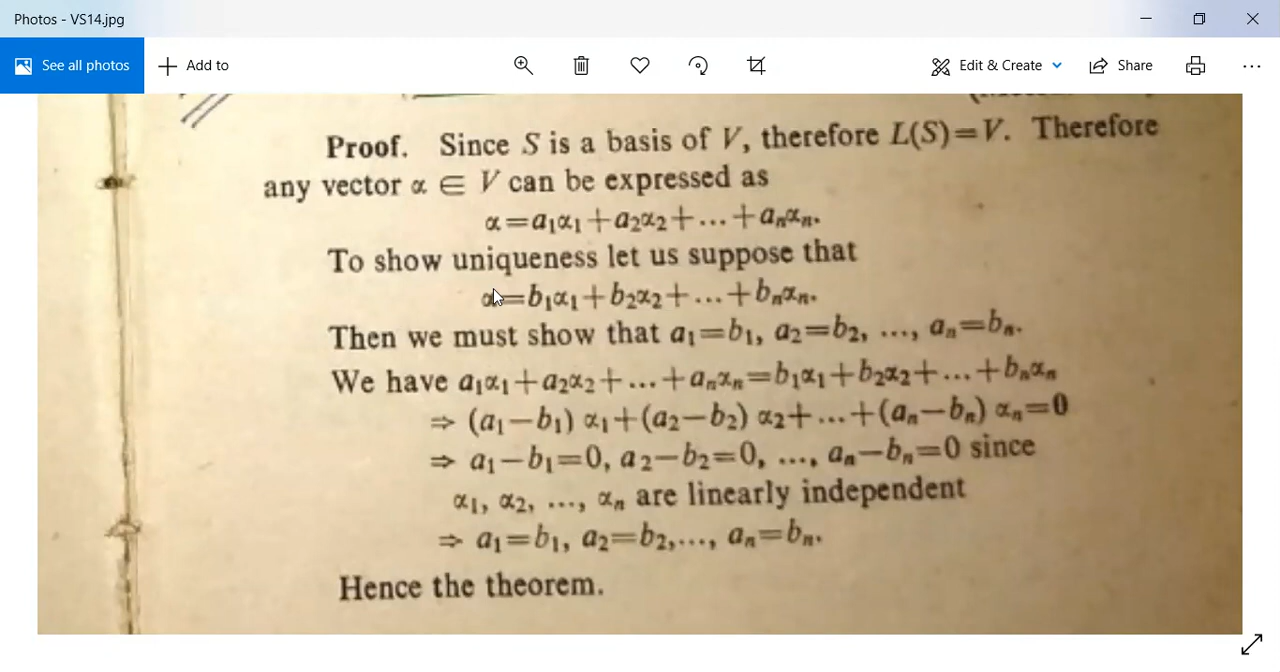 Photos - VS14.jpg
See all photos
Add to
Edit & Create
Share
Proof. Since S is a basis of V, therefore L(S)=V. Therefore
any vector α ∈ V can be expressed as
α=a₁α₁+a₂α₂+...+aₙαₙ.
To show uniqueness let us suppose that
α=b₁α₁+b₂α₂+...+bₙαₙ.
Then we must show that a₁=b₁, a₂=b₂, ..., aₙ=bₙ.
We have a₁α₁+a₂α₂+...+aₙαₙ=b₁α₁+b₂α₂+...+bₙαₙ
⇒ (a₁−b₁) α₁+(a₂−b₂) α₂+...+(aₙ−bₙ) αₙ=0
⇒ a₁−b₁=0, a₂−b₂=0, ..., aₙ−bₙ=0 since
α₁, α₂, ..., αₙ are linearly independent
⇒ a₁=b₁, a₂=b₂,..., aₙ=bₙ.
Hence the theorem.